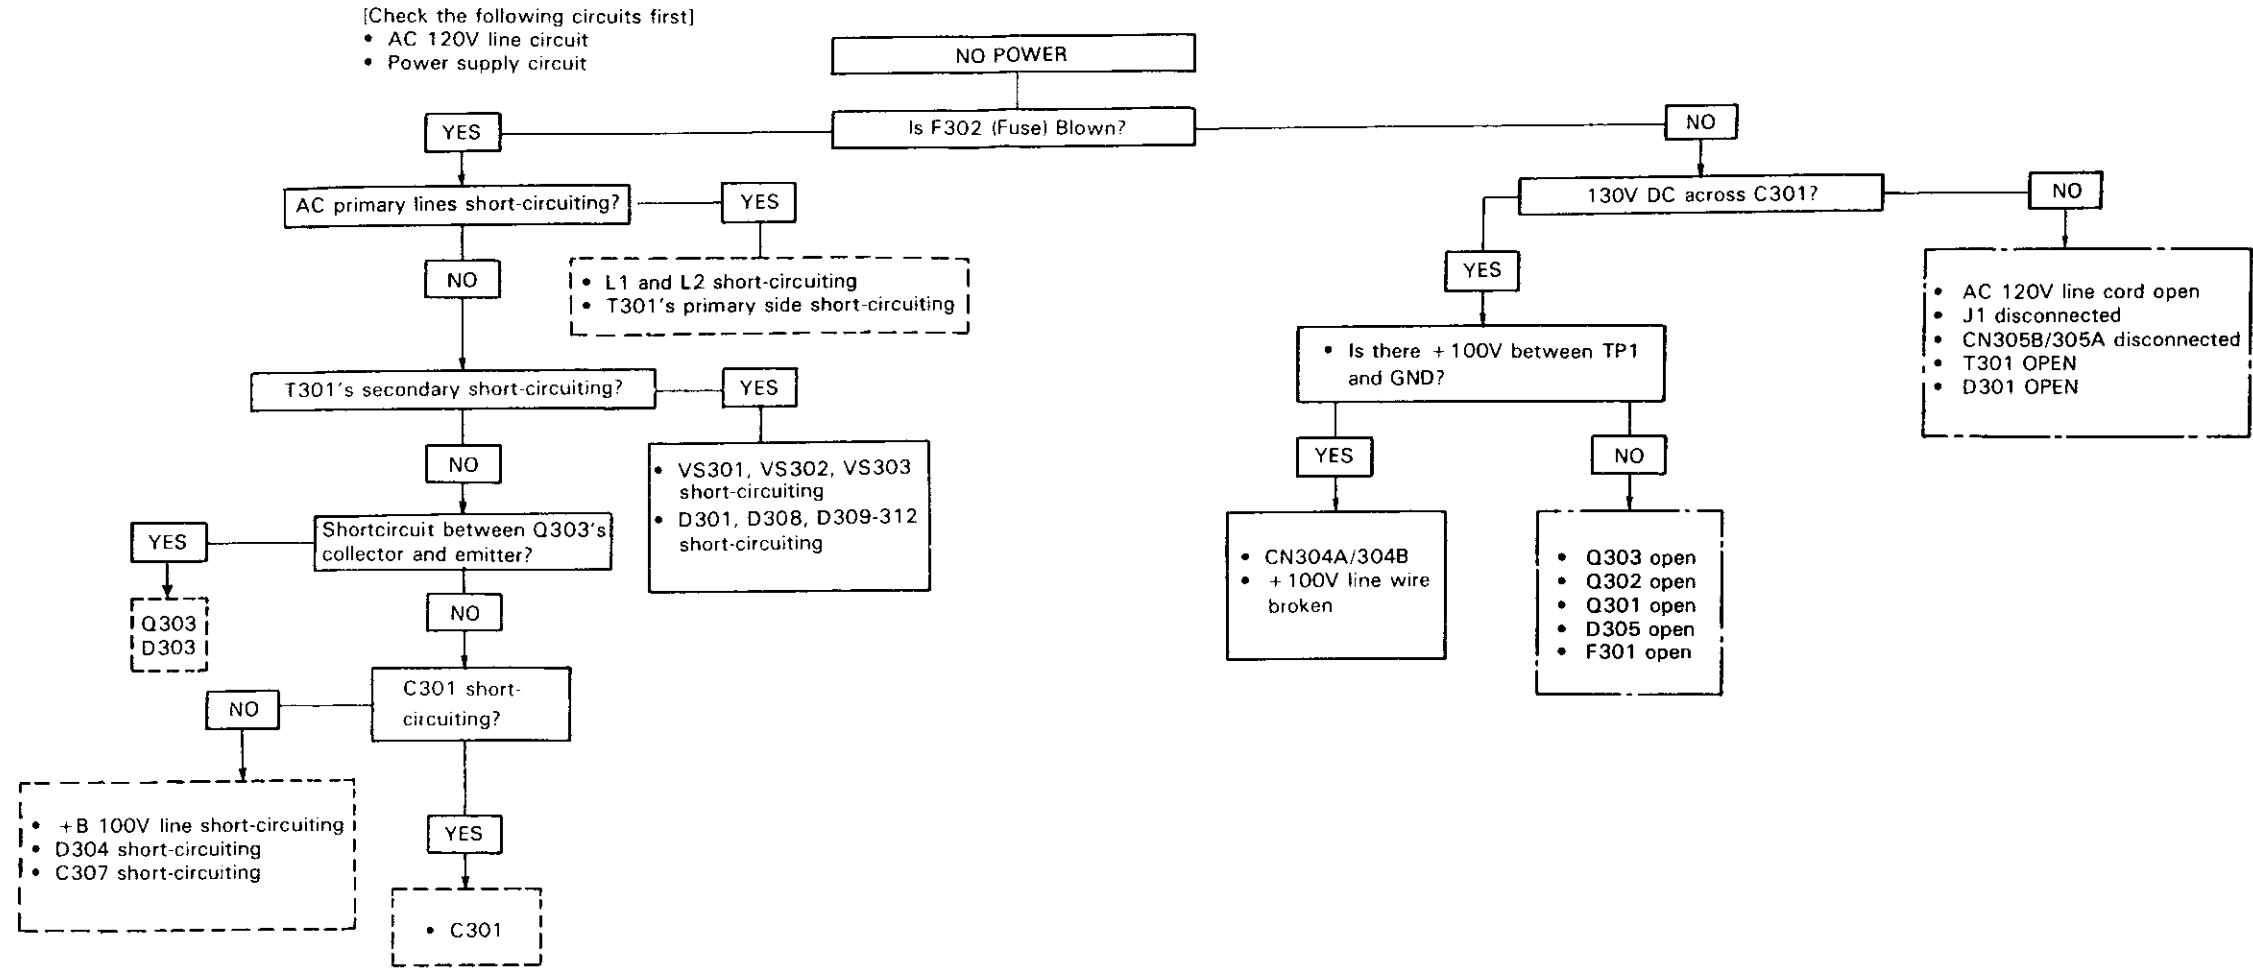 [Check the following circuits first]
• AC 120V line circuit
• Power supply circuit
NO POWER
Is F302 (Fuse) Blown?
YES
NO
AC primary lines short-circuiting?
YES
NO
• L1 and L2 short-circuiting
• T301's primary side short-circuiting
T301's secondary short-circuiting?
YES
NO
• VS301, VS302, VS303
short-circuiting
• D301, D308, D309-312
short-circuiting
Shortcircuit between Q303's
collector and emitter?
YES
Q303
D303
NO
C301 short-
circuiting?
NO
• +B 100V line short-circuiting
• D304 short-circuiting
• C307 short-circuiting
YES
• C301
130V DC across C301?
YES
NO
• AC 120V line cord open
• J1 disconnected
• CN305B/305A disconnected
• T301 OPEN
• D301 OPEN
• Is there +100V between TP1
and GND?
YES
NO
• CN304A/304B
• +100V line wire
broken
• Q303 open
• Q302 open
• Q301 open
• D305 open
• F301 open